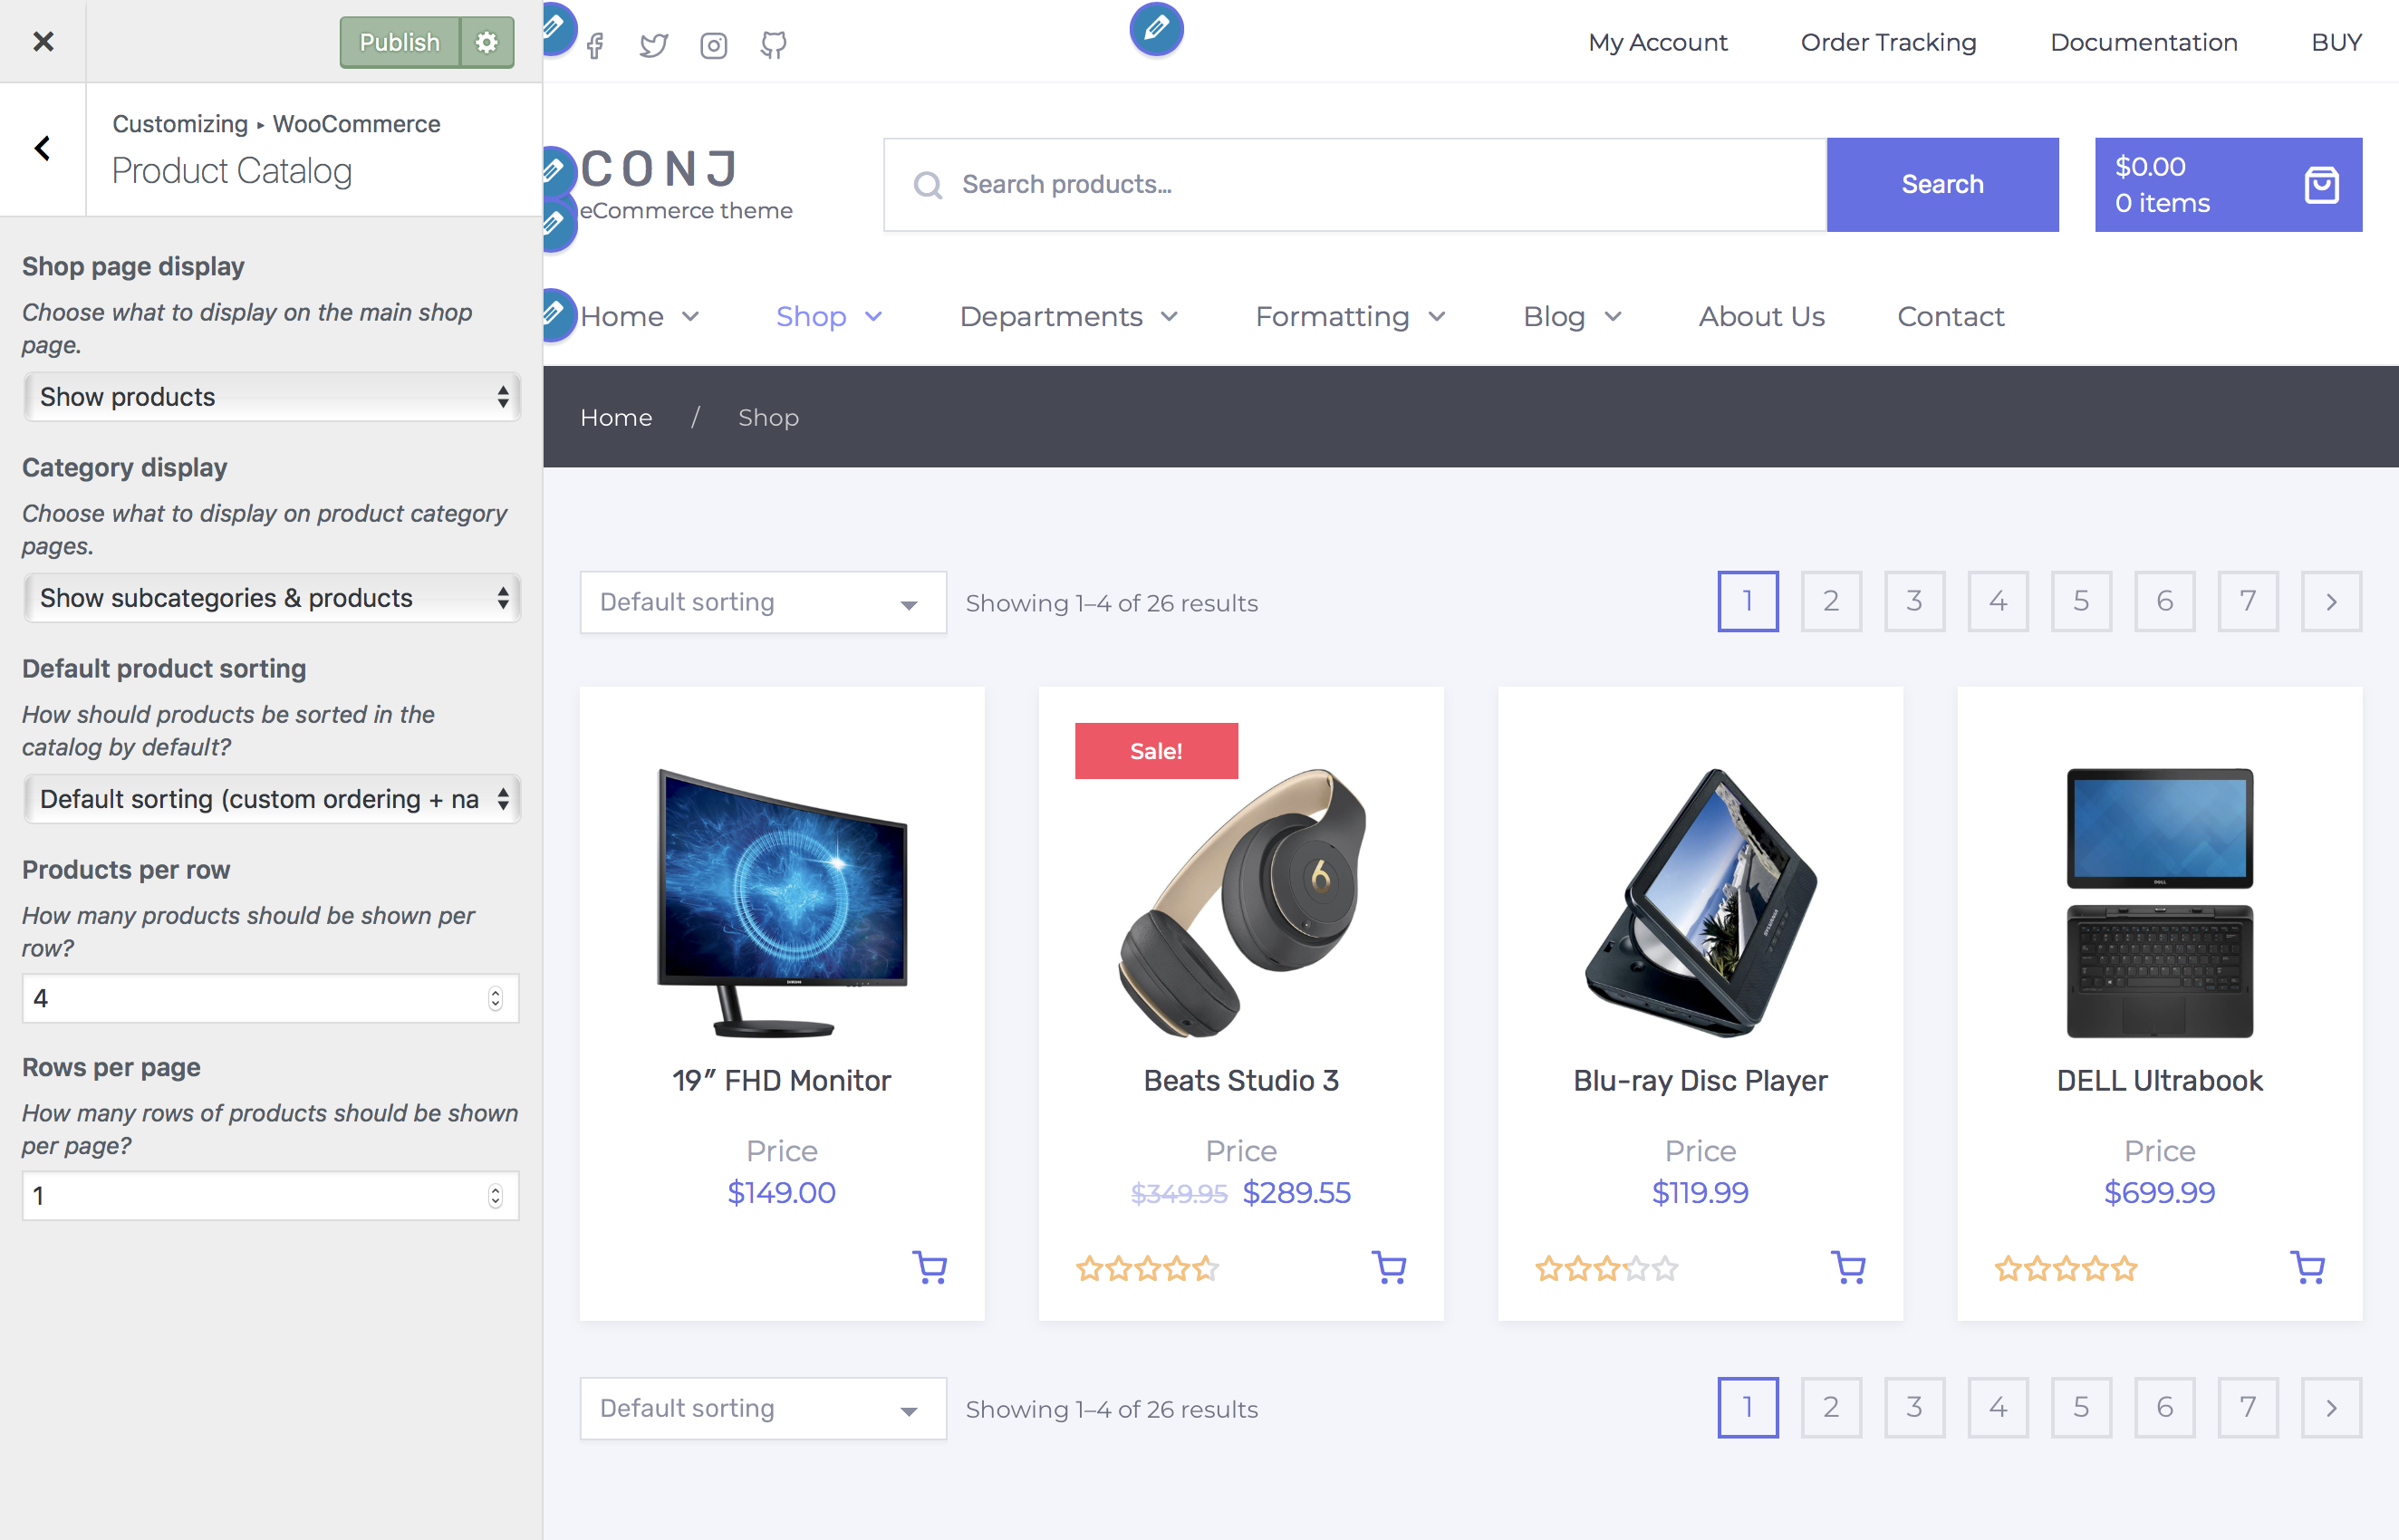 Publish
Customizing ▸ WooCommerce
Product Catalog
Shop page display
Choose what to display on the main shop
page.
Show products
Category display
Choose what to display on product category
pages.
Show subcategories & products
Default product sorting
How should products be sorted in the
catalog by default?
Default sorting (custom ordering + na
Products per row
How many products should be shown per
row?
4
Rows per page
How many rows of products should be shown
per page?
1
My Account Order Tracking Documentation BUY
CONJ
eCommerce theme
Search products...
Search
$0.00
0 items
Home Shop Departments Formatting Blog About Us Contact
Home / Shop
Default sorting Showing 1–4 of 26 results 1 2 3 4 5 6 7
Sale!
19″ FHD Monitor
Price
$149.00
Beats Studio 3
Price
$349.95 $289.55
Blu-ray Disc Player
Price
$119.99
DELL Ultrabook
Price
$699.99
Default sorting Showing 1–4 of 26 results 1 2 3 4 5 6 7